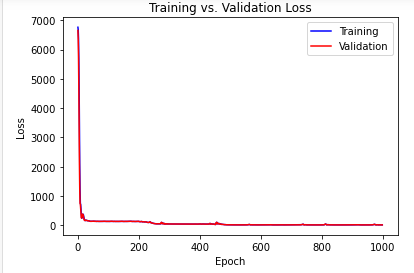 Training vs. Validation Loss
7000
6000
5000
4000
3000
2000
1000
0
Loss
Training
Validation
0 200 400 600 800 1000
Epoch